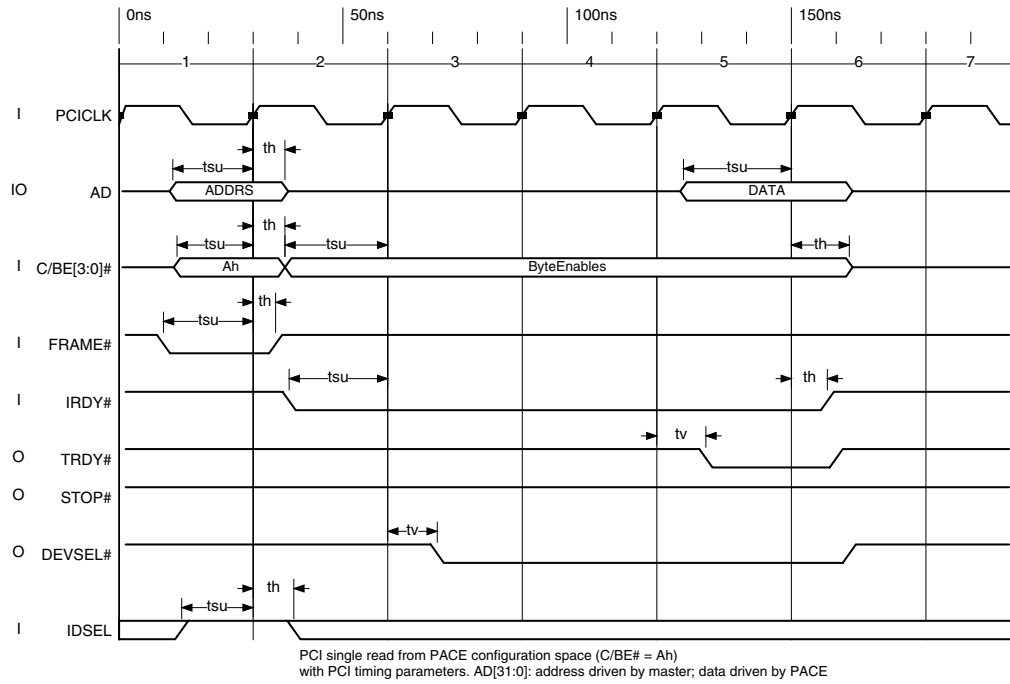 0ns 50ns 100ns 150ns
1 2 3 4 5 6 7
I PCICLK
th
tsu tsu
IO AD ADDRS DATA
th
tsu tsu th
I C/BE[3:0]# Ah ByteEnables
th
tsu
I FRAME#
tsu th
I IRDY#
tv
O TRDY#
O STOP#
tv
O DEVSEL#
th
tsu
I IDSEL
PCI single read from PACE configuration space (C/BE# = Ah)
with PCI timing parameters. AD[31:0]: address driven by master; data driven by PACE